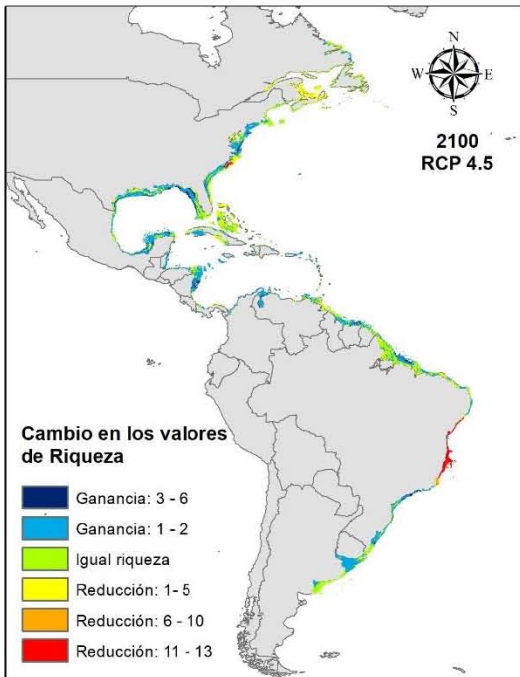 N
W E
S
2100
RCP 4.5
Cambio en los valores
de Riqueza
Ganancia: 3 - 6
Ganancia: 1 - 2
Igual riqueza
Reducción: 1- 5
Reducción: 6 - 10
Reducción: 11 - 13